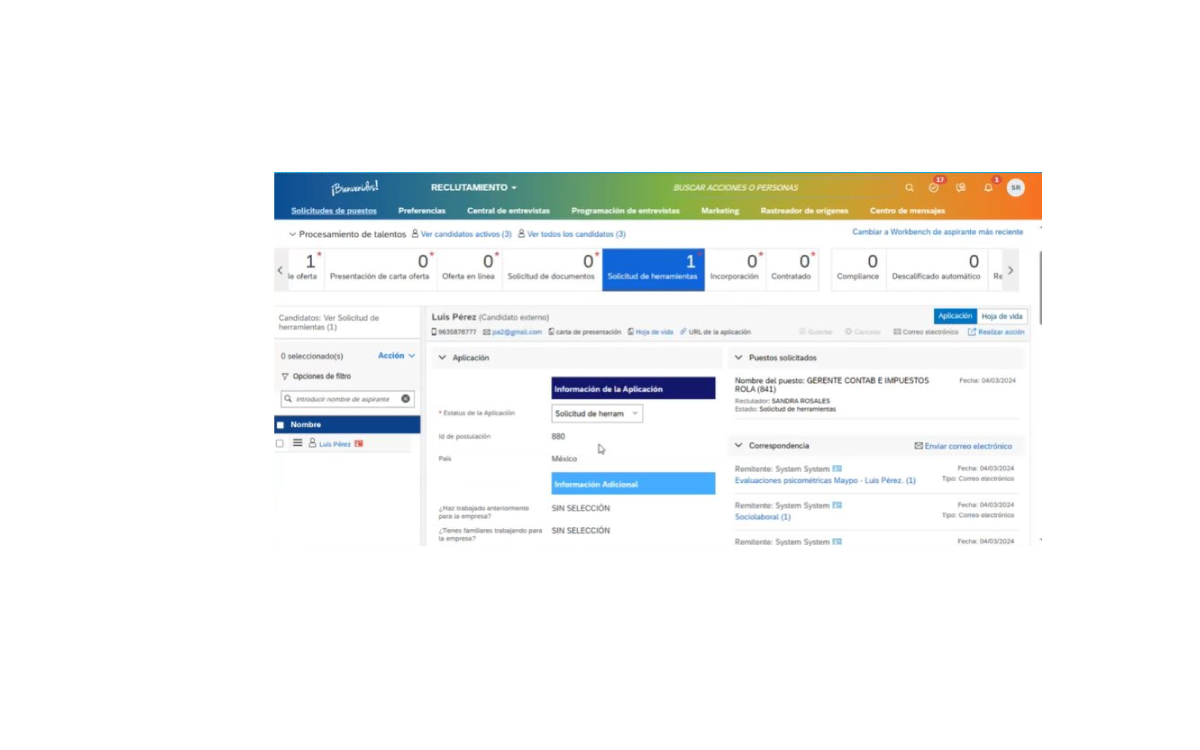 ¡Bienvenidos!
RECLUTAMIENTO
BUSCAR ACCIONES O PERSONAS
17
1
SR
Solicitudes de puestos
Preferencias
Central de entrevistas
Programación de entrevistas
Marketing
Rastreador de orígenes
Centro de mensajes
Procesamiento de talentos
Ver candidatos activos (3)
Ver todos los candidatos (3)
Cambiar a Workbench de aspirante más reciente
1*
le oferta
0*
Presentación de carta oferta
0*
Oferta en línea
0*
Solicitud de documentos
1*
Solicitud de herramientas
0*
Incorporación
0*
Contratado
0
Compliance
0
Descalificado automático
Re
Candidatos: Ver Solicitud de
herramientas (1)
0 seleccionado(s)
Acción
Opciones de filtro
Introducir nombre de aspirante
Nombre
Luis Pérez
Luis Pérez (Candidato externo)
Aplicación
Hoja de vida
9635878777
pa2@gmail.com
carta de presentación
Hoja de vida
URL de la aplicación
Guardar
Cancelar
Correo electrónico
Realizar acción
Aplicación
Información de la Aplicación
* Estatus de la Aplicación
Solicitud de herram
Id de postulación
880
País
México
Información Adicional
¿Haz trabajado anteriormente
para la empresa?
SIN SELECCIÓN
¿Tienes familiares trabajando para
la empresa?
SIN SELECCIÓN
Puestos solicitados
Nombre del puesto: GERENTE CONTAB E IMPUESTOS
ROLA (841)
Fecha: 04/03/2024
Reclutador: SANDRA ROSALES
Estado: Solicitud de herramientas
Correspondencia
Enviar correo electrónico
Remitente: System System
Fecha: 04/03/2024
Evaluaciones psicométricas Maypo - Luis Pérez. (1)
Tipo: Correo electrónico
Remitente: System System
Fecha: 04/03/2024
Sociolaboral (1)
Tipo: Correo electrónico
Remitente: System System
Fecha: 04/03/2024